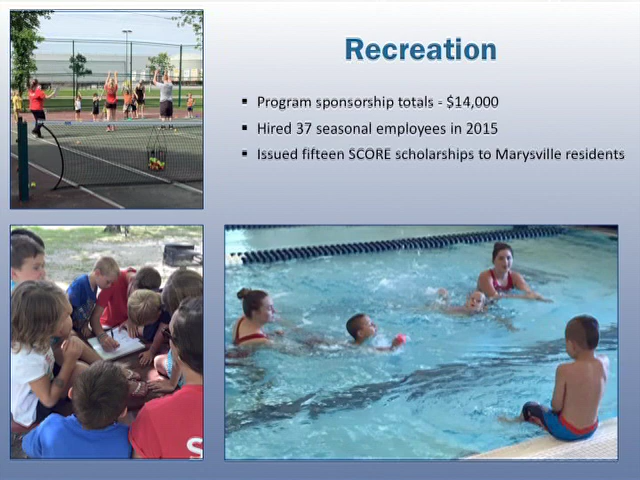 Recreation
▪ Program sponsorship totals - $14,000
▪ Hired 37 seasonal employees in 2015
▪ Issued fifteen SCORE scholarships to Marysville residents
S